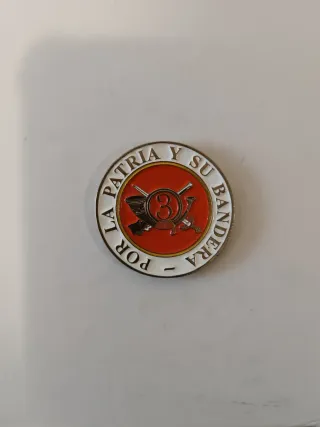 POR LA PATRIA Y SU BANDERA -
3